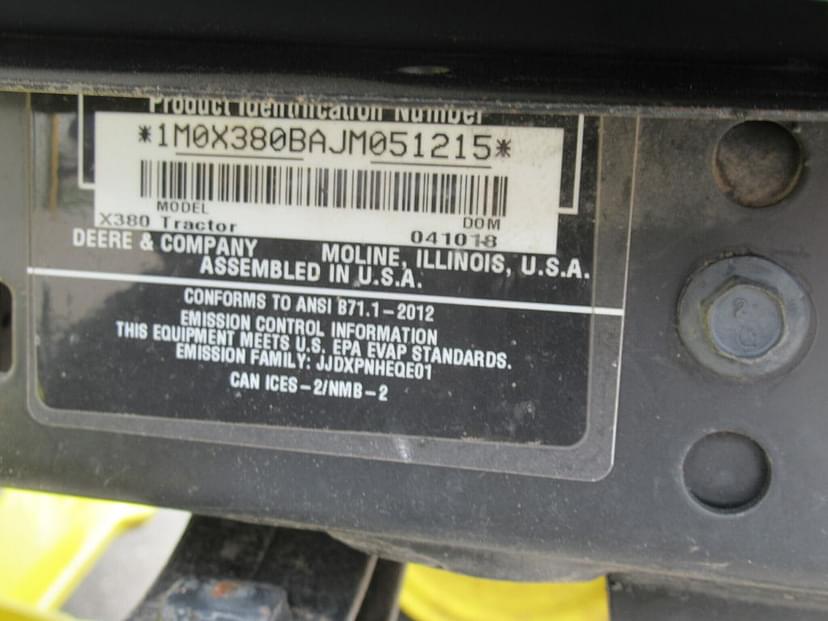 Product Identification Number
*1M0X380BAJM051215*
MODEL
DOM
X380 Tractor
041018
DEERE & COMPANY MOLINE, ILLINOIS, U.S.A.
ASSEMBLED IN U.S.A.
CONFORMS TO ANSI B71.1-2012
EMISSION CONTROL INFORMATION
THIS EQUIPMENT MEETS U.S. EPA EVAP STANDARDS.
EMISSION FAMILY: JJDXPNHEQE01
CAN ICES-2/NMB-2